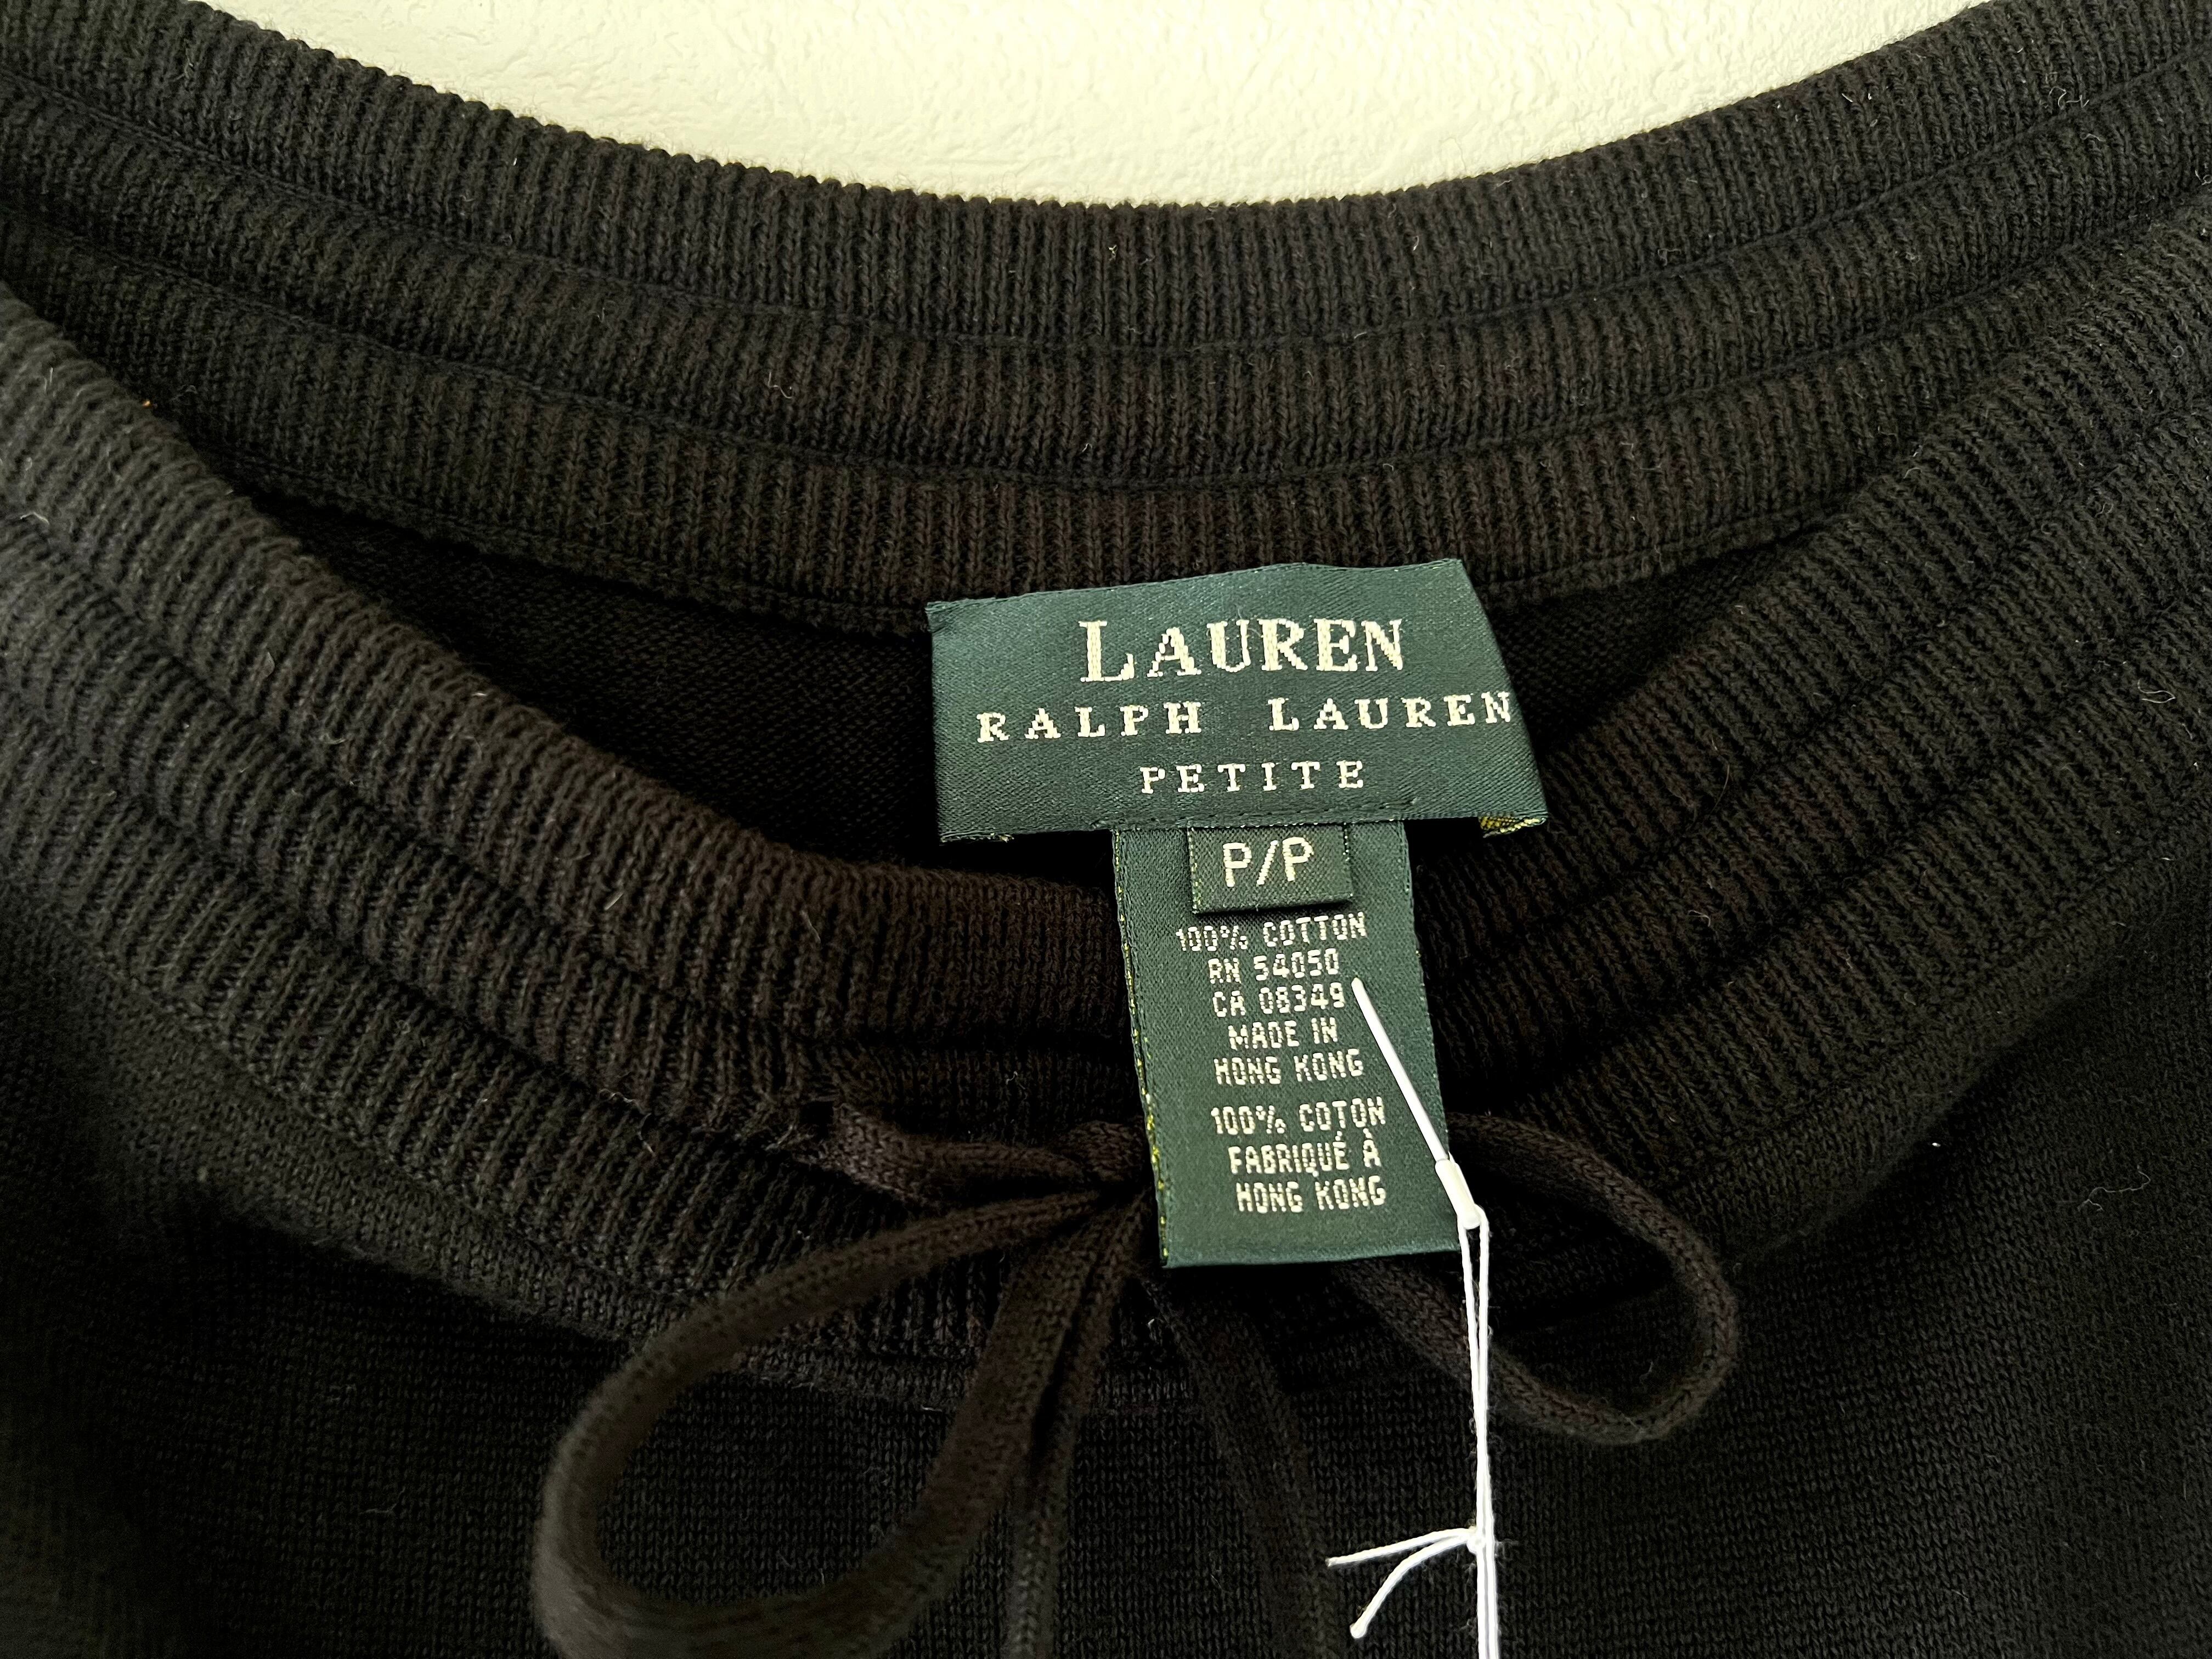 LAUREN
RALPH LAUREN
PETITE
P/P
100% COTTON
RN 54050
CA 08349
MADE IN
HONG KONG
100% COTON
FABRIQUÉ À
HONG KONG